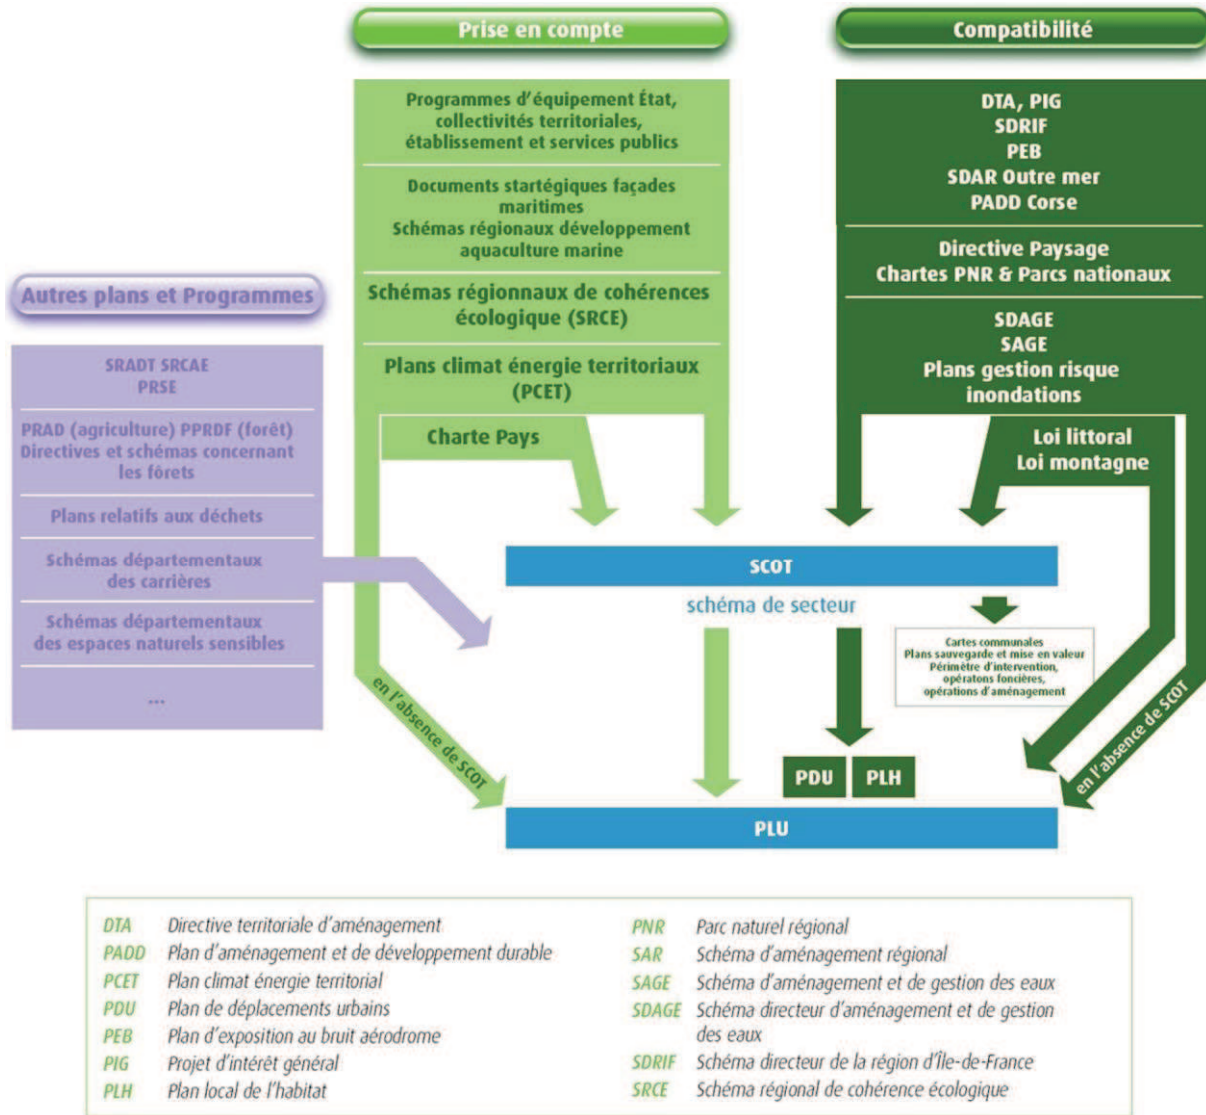 Prise en compte
Programmes d'équipement État,
collectivités territoriales,
établissement et services publics
Documents startégiques façades
maritimes
Schémas régionaux développement
aquaculture marine
Schémas régionnaux de cohérences
écologique (SRCE)
Plans climat énergie territoriaux
(PCET)
Charte Pays
Compatibilité
DTA, PIG
SDRIF
PEB
SDAR Outre mer
PADD Corse
Directive Paysage
Chartes PNR & Parcs nationaux
SDAGE
SAGE
Plans gestion risque
inondations
Loi littoral
Loi montagne
Autres plans et Programmes
SRADT SRCAE
PRSE
PRAD (agriculture) PPRDF (forêt)
Directives et schémas concernant
les fôrets
Plans relatifs aux déchets
Schémas départementaux
des carrières
Schémas départementaux
des espaces naturels sensibles
...
SCOT
schéma de secteur
Cartes communales
Plans sauvegarde et mise en valeur
Périmètre d'intervention,
opératons foncières,
opérations d'aménagement
en l'absence de SCOT
en l'absence de SCOT
PDU
PLH
PLU
DTA Directive territoriale d'aménagement
PADD Plan d'aménagement et de développement durable
PCET Plan climat énergie territorial
PDU Plan de déplacements urbains
PEB Plan d'exposition au bruit aérodrome
PIG Projet d'intérêt général
PLH Plan local de l'habitat
PNR Parc naturel régional
SAR Schéma d'aménagement régional
SAGE Schéma d'aménagement et de gestion des eaux
SDAGE Schéma directeur d'aménagement et de gestion
des eaux
SDRIF Schéma directeur de la région d'Île-de-France
SRCE Schéma régional de cohérence écologique